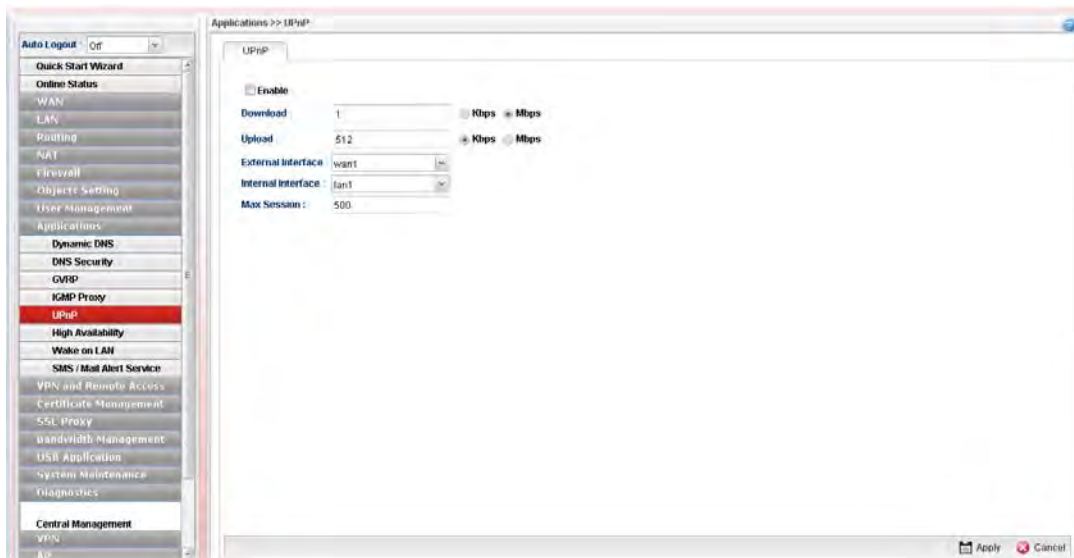 Applications >> UPnP
Auto Logout : Off
Quick Start Wizard
Online Status
WAN
LAN
Routing
NAT
Firewall
Objects Setting
User Management
Applications
Dynamic DNS
DNS Security
GVRP
IGMP Proxy
UPnP
High Availability
Wake on LAN
SMS / Mail Alert Service
VPN and Remote Access
Certificate Management
SSL Proxy
Bandwidth Management
USB Application
System Maintenance
Diagnostics
Central Management
VPN
AP
UPnP
Enable
Download 1 Kbps Mbps
Upload 512 Kbps Mbps
External Interface wan1
Internal Interface : lan1
Max Session : 500
Apply Cancel